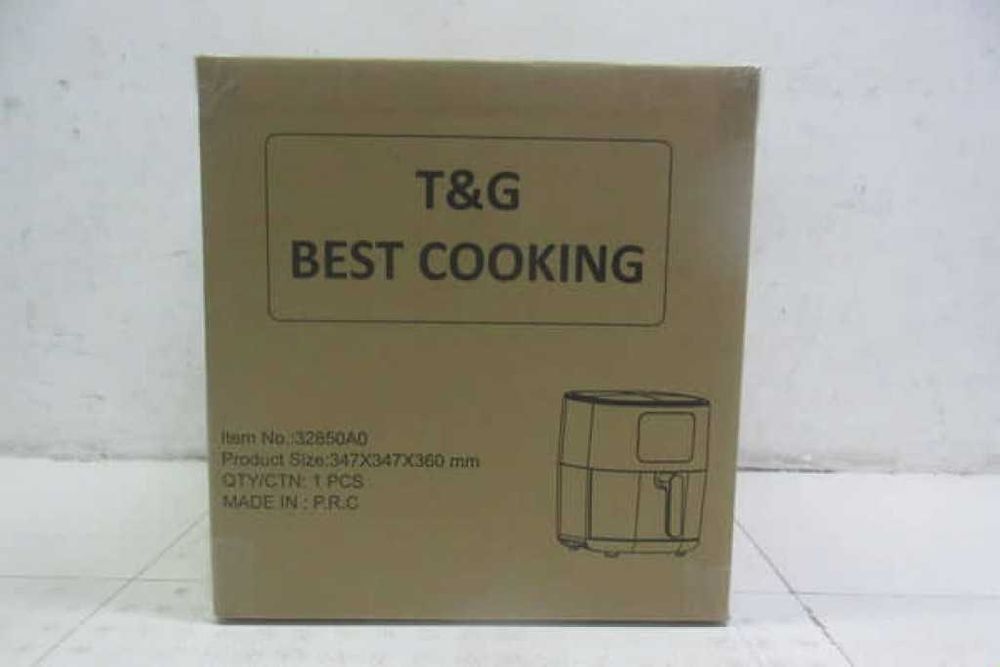 T&G
BEST COOKING
Item No.:32850A0
Product Size:347X347X360 mm
QTY/CTN: 1 PCS
MADE IN : P.R.C